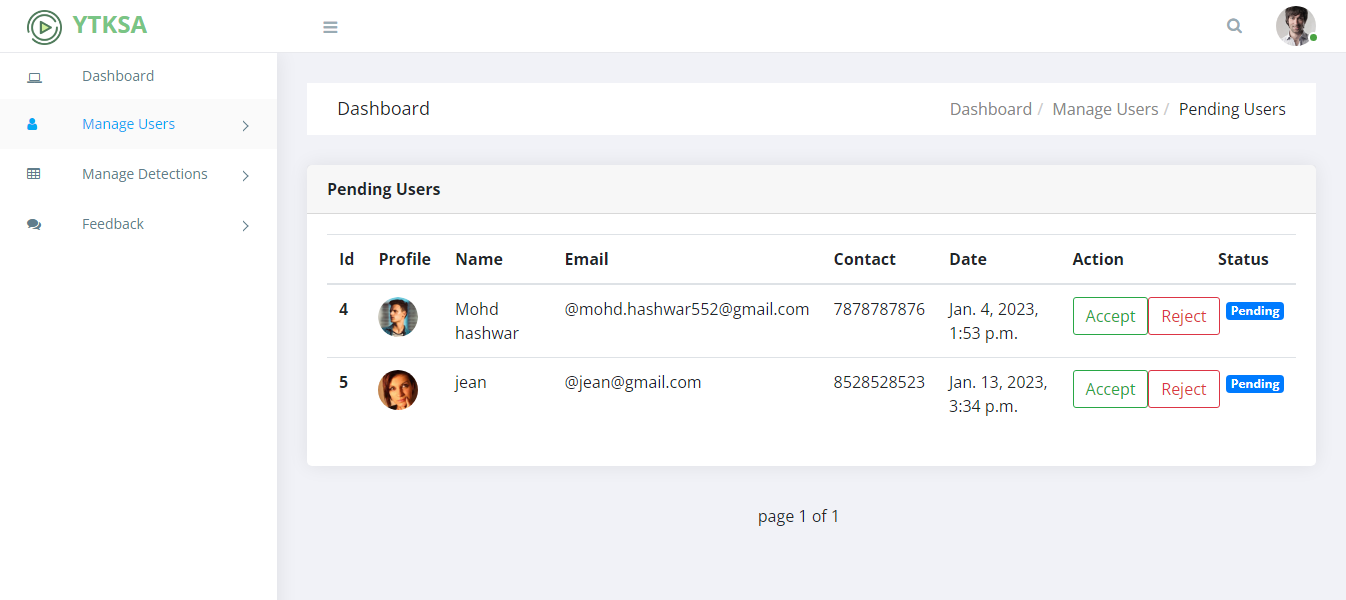 YTKSA
Dashboard
Manage Users
Manage Detections
Feedback
Dashboard
Dashboard / Manage Users / Pending Users
Pending Users
Id Profile Name Email Contact Date Action Status
4 Mohd @mohd.hashwar552@gmail.com 7878787876 Jan. 4, 2023, Accept Reject Pending
hashwar 1:53 p.m.
5 jean @jean@gmail.com 8528528523 Jan. 13, 2023, Accept Reject Pending
3:34 p.m.
page 1 of 1